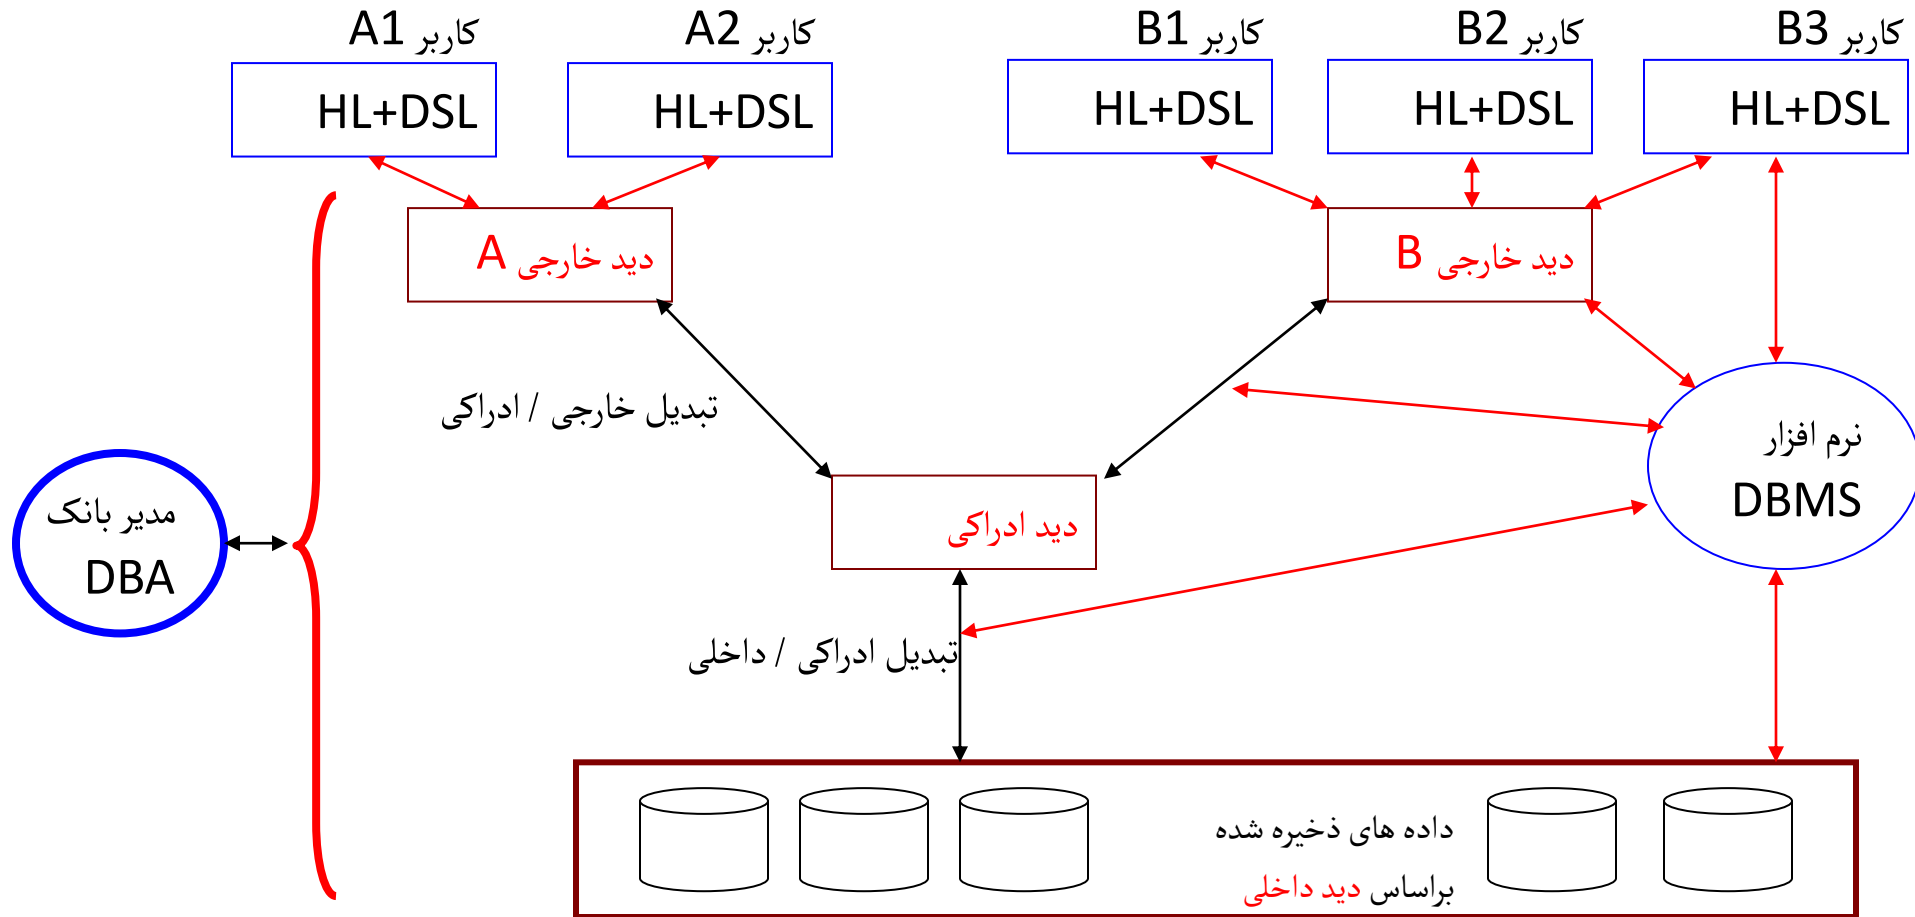 کاربر A1
کاربر A2
کاربر B1
کاربر B2
کاربر B3
HL+DSL
HL+DSL
HL+DSL
HL+DSL
HL+DSL
دید خارجی A
دید خارجی B
تبدیل خارجی / ادراکی
نرم افزار
DBMS
مدیر بانک
DBA
دید ادراکی
تبدیل ادراکی / داخلی
داده های ذخیره شده
براساس دید داخلی